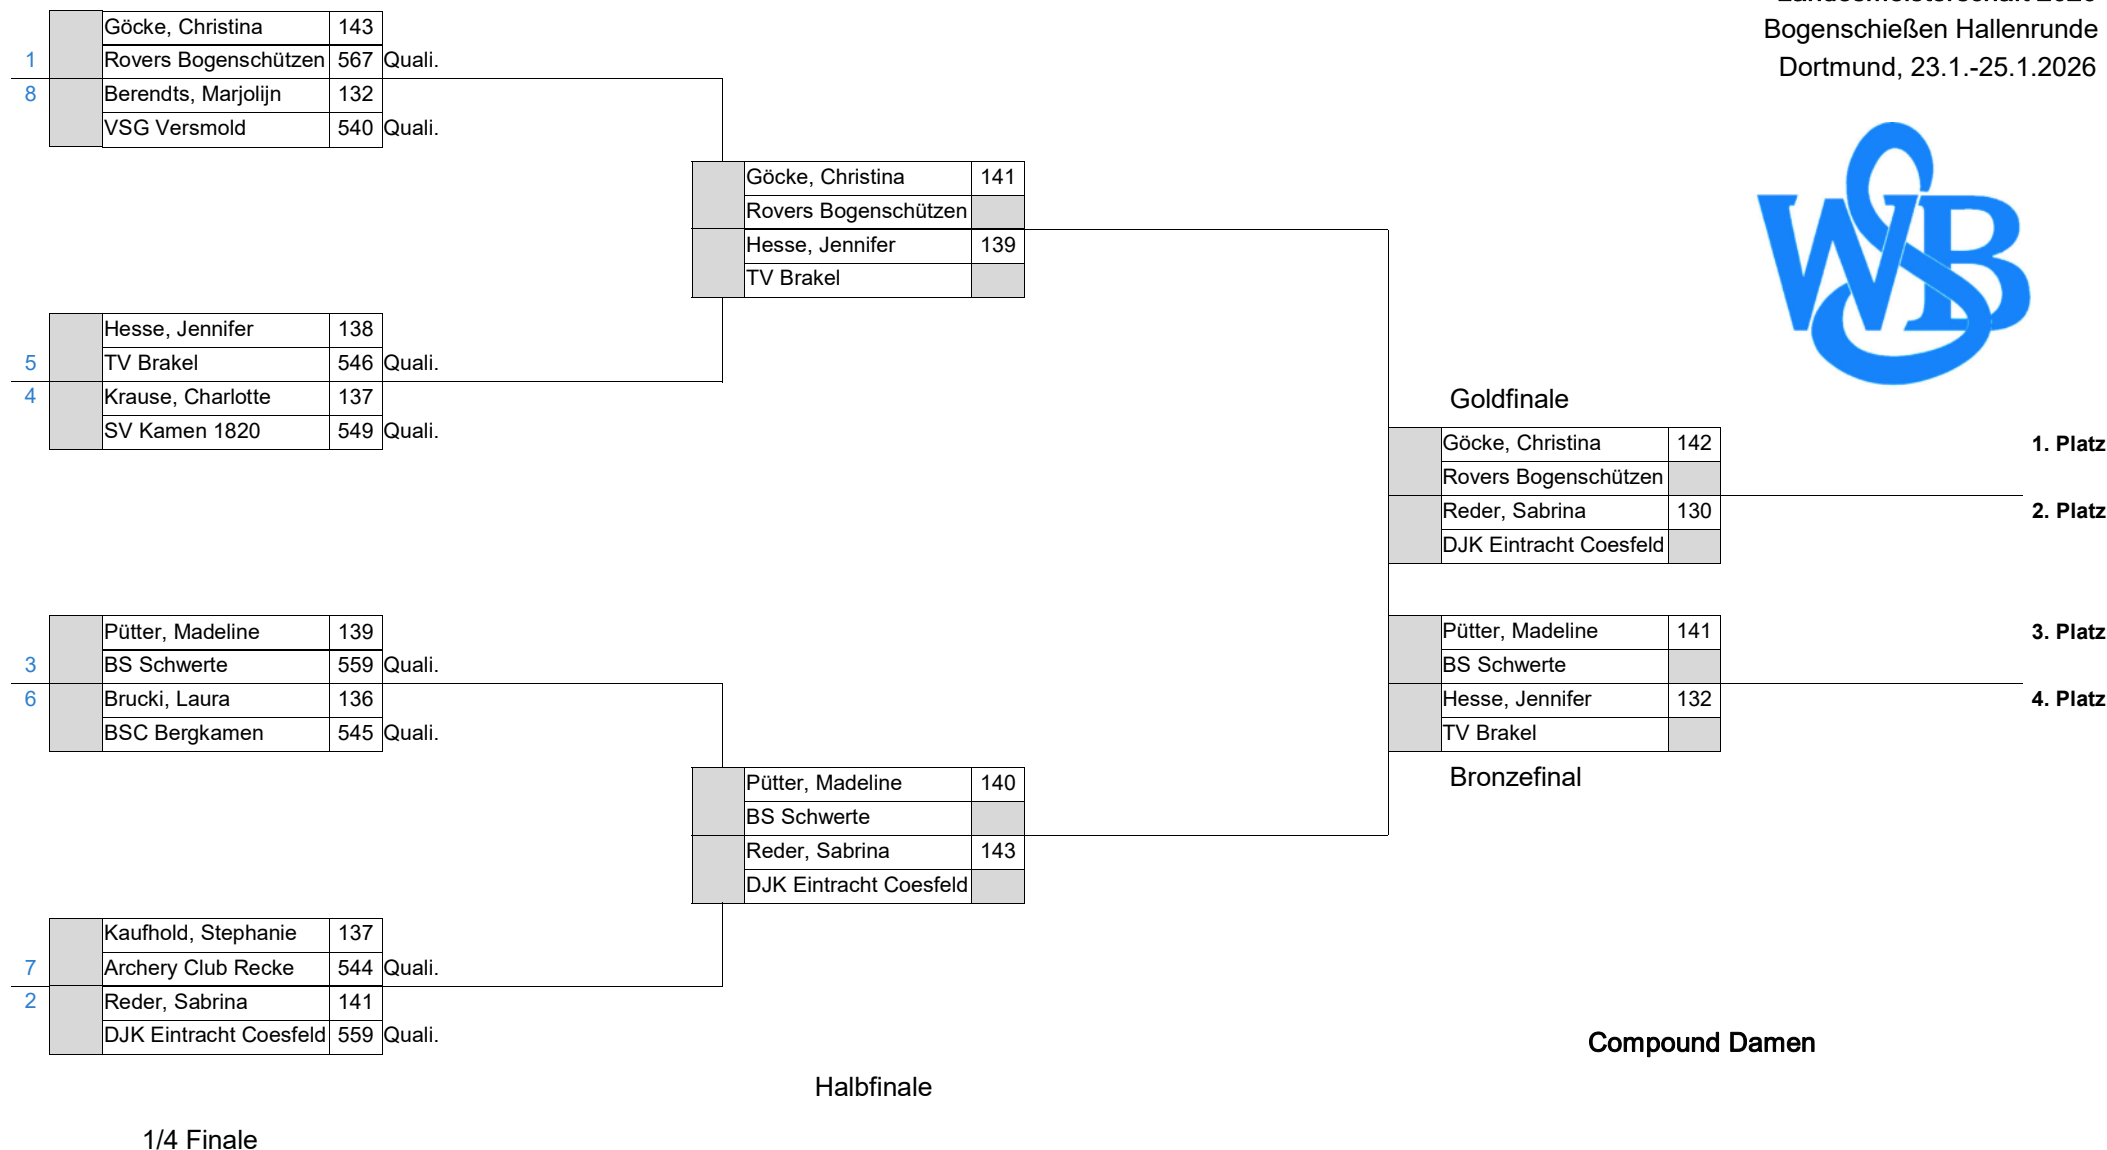 Landesmeisterschaft 2026
Bogenschießen Hallenrunde
Dortmund, 23.1.-25.1.2026
WSB
Göcke, Christina 143
1 Rovers Bogenschützen 567 Quali.
8 Berendts, Marjolijn 132
VSG Versmold 540 Quali.
Hesse, Jennifer 138
5 TV Brakel 546 Quali.
4 Krause, Charlotte 137
SV Kamen 1820 549 Quali.
Pütter, Madeline 139
3 BS Schwerte 559 Quali.
6 Brucki, Laura 136
BSC Bergkamen 545 Quali.
Kaufhold, Stephanie 137
7 Archery Club Recke 544 Quali.
2 Reder, Sabrina 141
DJK Eintracht Coesfeld 559 Quali.
1/4 Finale
Göcke, Christina 141
Rovers Bogenschützen
Hesse, Jennifer 139
TV Brakel
Pütter, Madeline 140
BS Schwerte
Reder, Sabrina 143
DJK Eintracht Coesfeld
Halbfinale
Goldfinale
Göcke, Christina 142 1. Platz
Rovers Bogenschützen
Reder, Sabrina 130 2. Platz
DJK Eintracht Coesfeld
Pütter, Madeline 141 3. Platz
BS Schwerte
Hesse, Jennifer 132 4. Platz
TV Brakel
Bronzefinal
Compound Damen